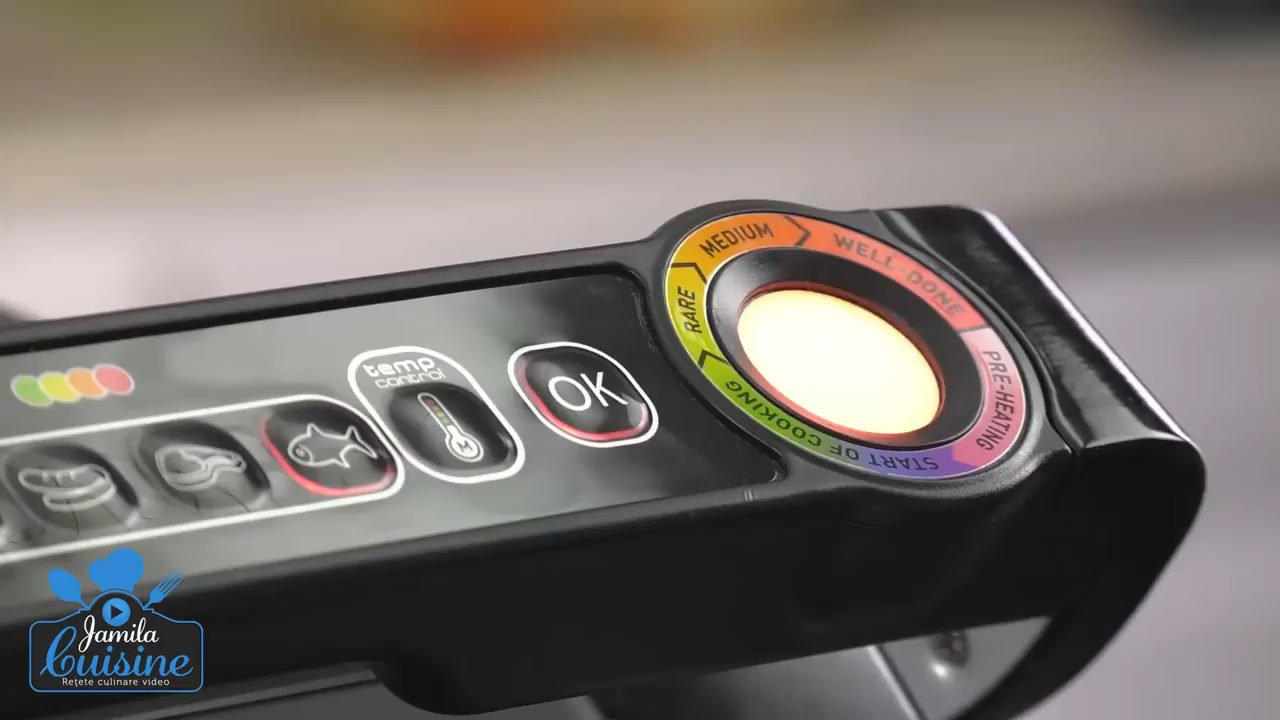 MEDIUM
WELL-DONE
RARE
PRE-HEATING
START OF COOKING
temp
control
OK
Jamila
Cuisine
Rețete culinare video